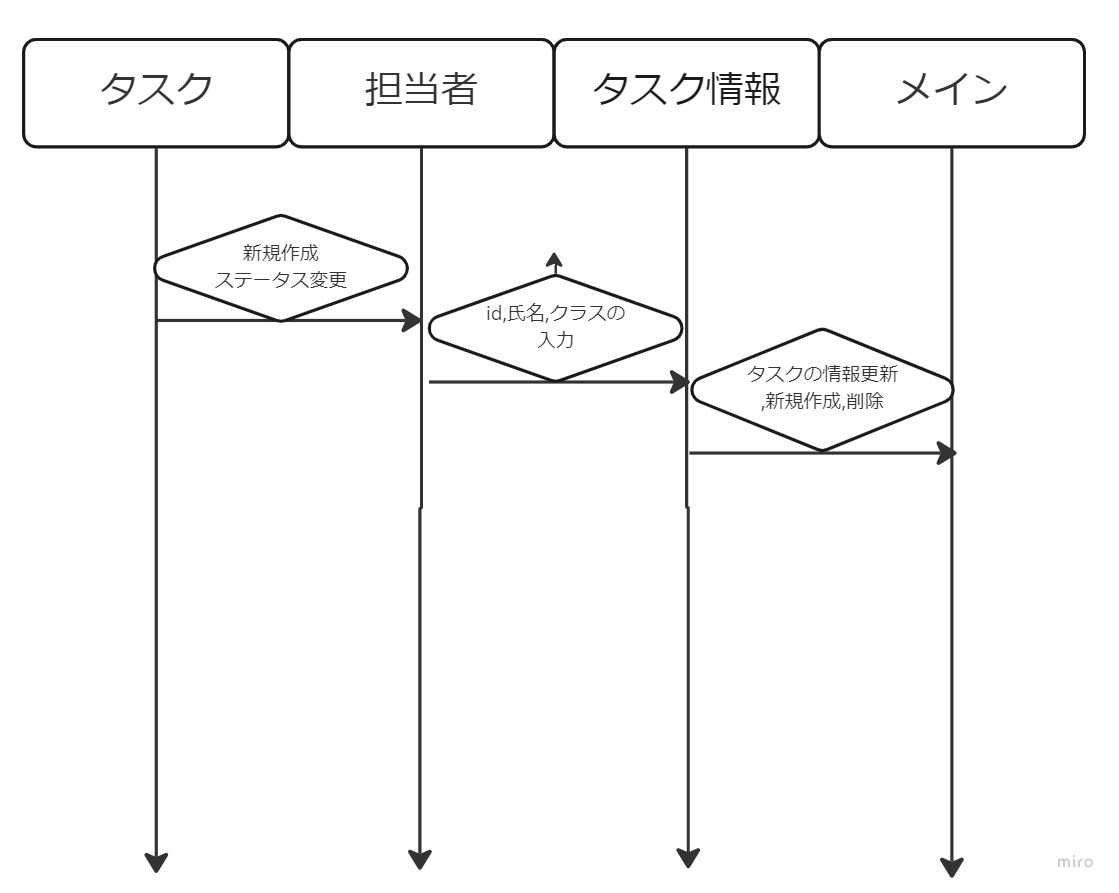 タスク
担当者
タスク情報
メイン
新規作成
ステータス変更
id,氏名,クラスの
入力
タスクの情報更新
,新規作成,削除
miro